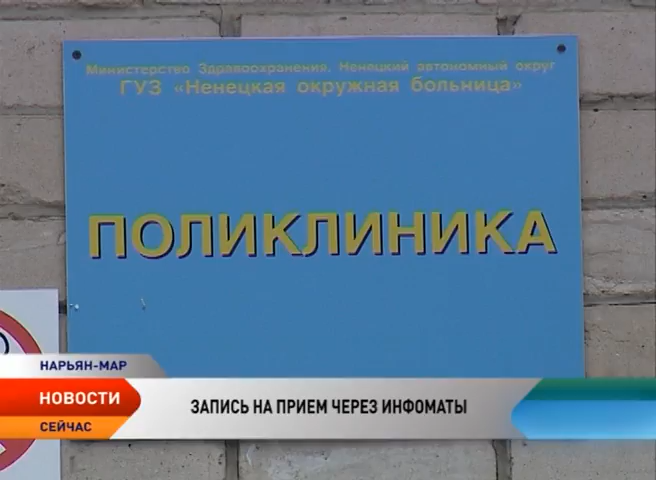 Министерство Здравоохранения. Ненецкий автономный округ
ГУЗ «Ненецкая окружная больница»
ПОЛИКЛИНИКА
НАРЬЯН-МАР
НОВОСТИ
СЕЙЧАС
ЗАПИСЬ НА ПРИЕМ ЧЕРЕЗ ИНФОМАТЫ